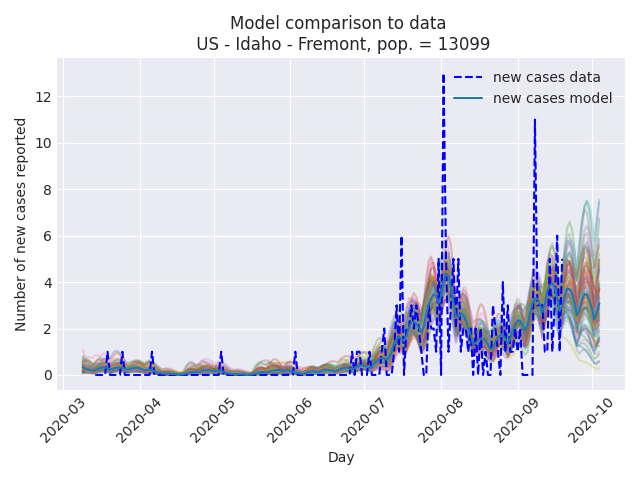 Model comparison to data
US - Idaho - Fremont, pop. = 13099
new cases data
new cases model
Number of new cases reported
12
10
8
6
4
2
0
2020-03
2020-04
2020-05
2020-06
2020-07
2020-08
2020-09
2020-10
Day